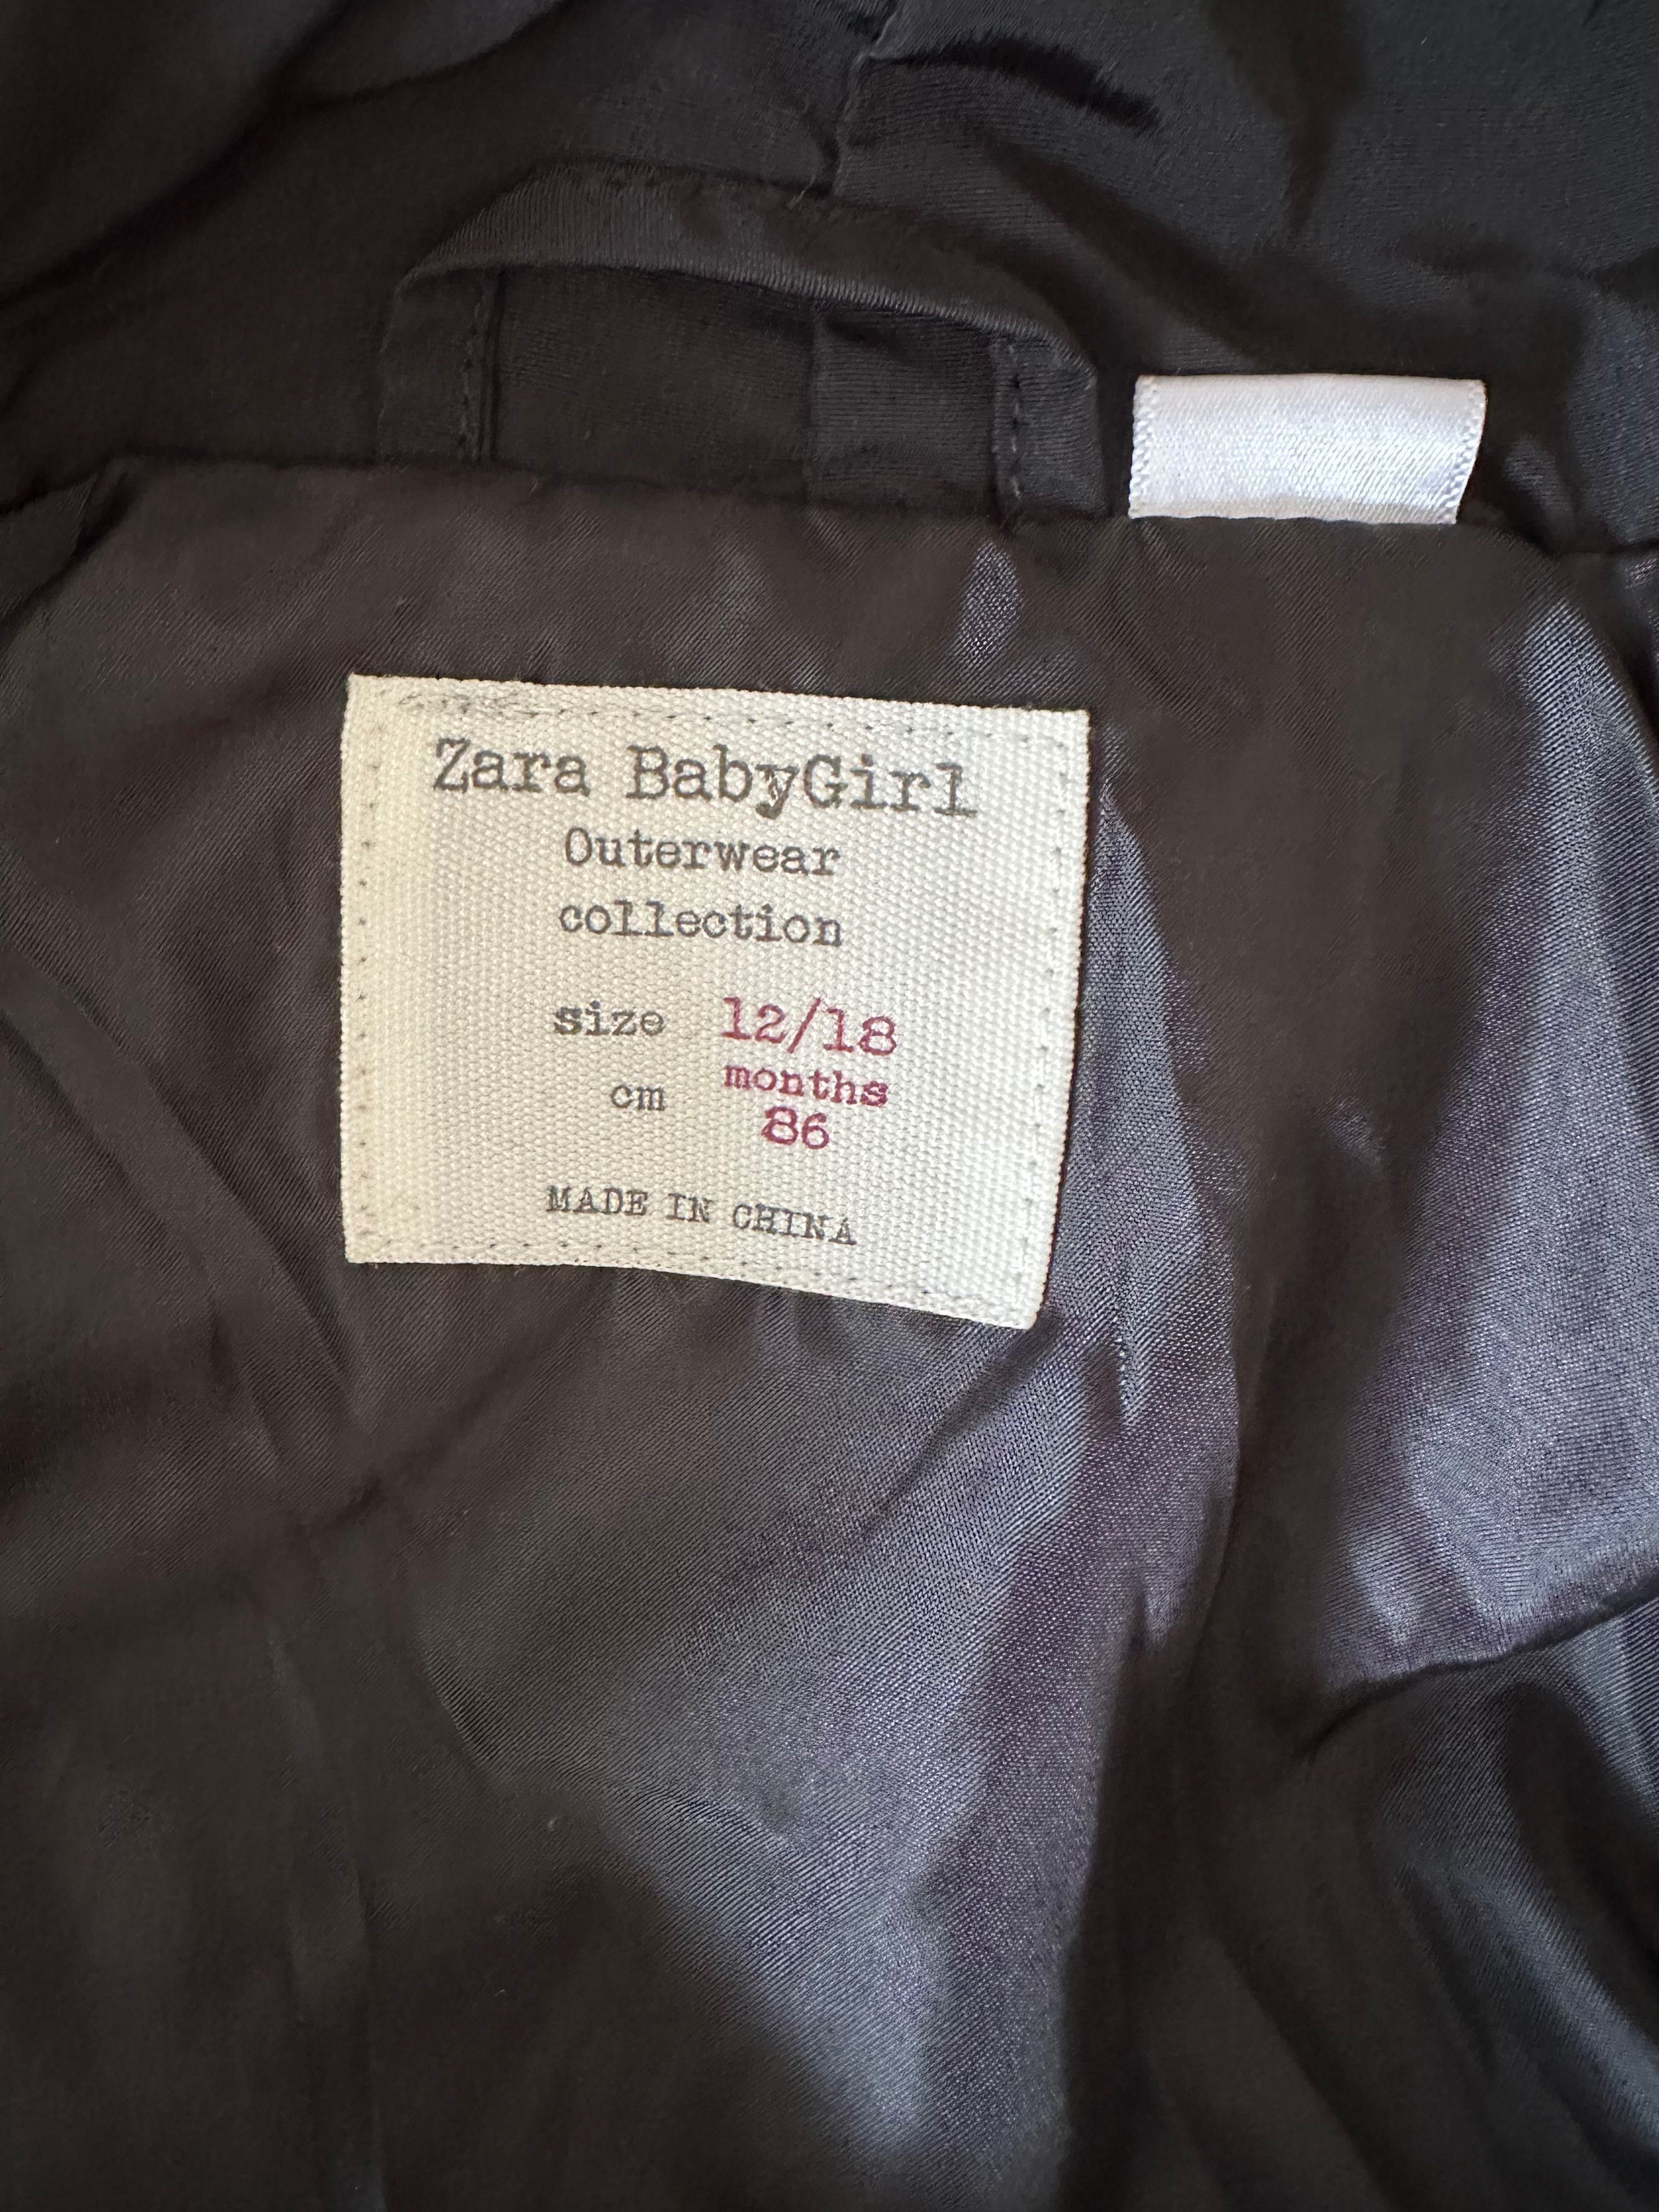 Zara BabyGirl
Outerwear
collection
size 12/18
months
cm 86
MADE IN CHINA